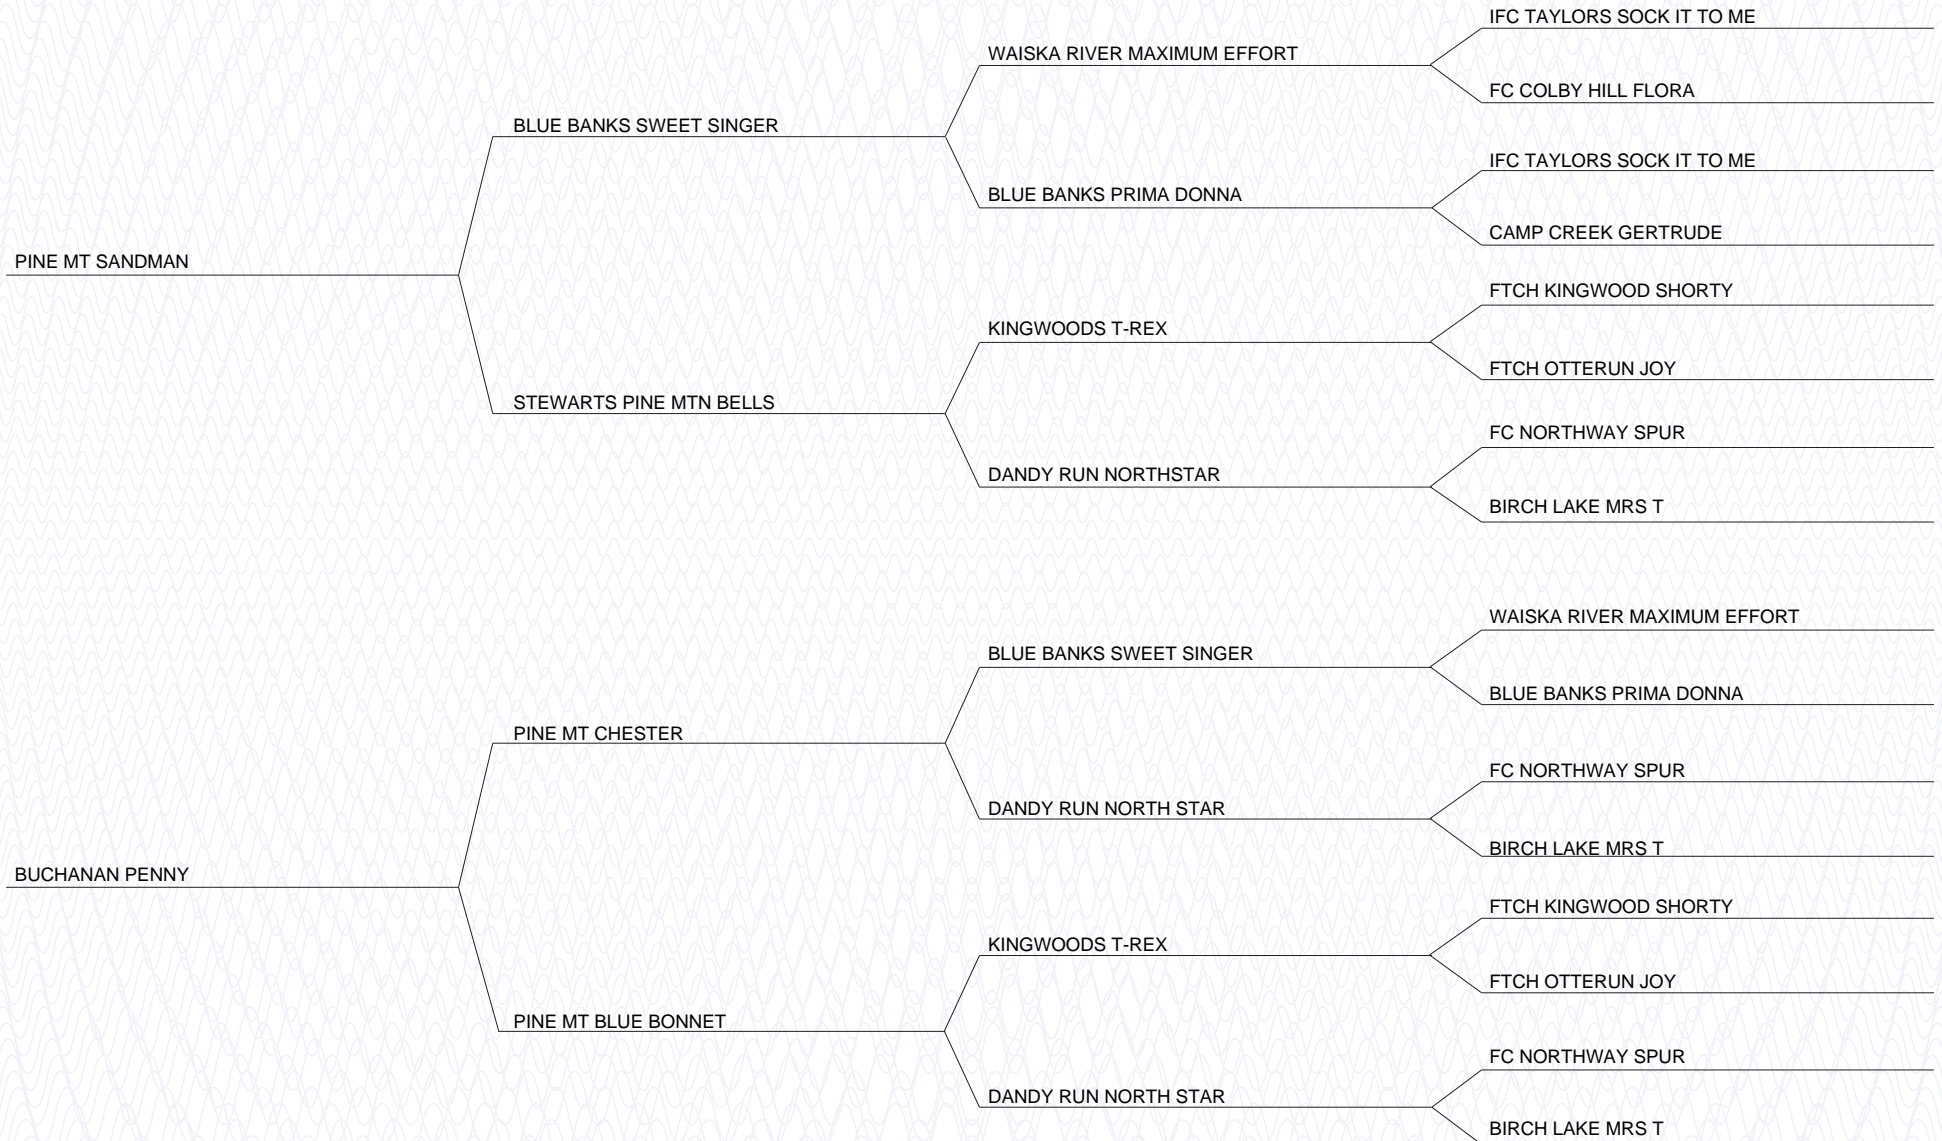 IFC TAYLORS SOCK IT TO ME
WAISKA RIVER MAXIMUM EFFORT
FC COLBY HILL FLORA
BLUE BANKS SWEET SINGER
IFC TAYLORS SOCK IT TO ME
BLUE BANKS PRIMA DONNA
CAMP CREEK GERTRUDE
PINE MT SANDMAN
FTCH KINGWOOD SHORTY
KINGWOODS T-REX
FTCH OTTERUN JOY
STEWARTS PINE MTN BELLS
FC NORTHWAY SPUR
DANDY RUN NORTHSTAR
BIRCH LAKE MRS T
WAISKA RIVER MAXIMUM EFFORT
BLUE BANKS SWEET SINGER
BLUE BANKS PRIMA DONNA
PINE MT CHESTER
FC NORTHWAY SPUR
DANDY RUN NORTH STAR
BIRCH LAKE MRS T
BUCHANAN PENNY
FTCH KINGWOOD SHORTY
KINGWOODS T-REX
FTCH OTTERUN JOY
PINE MT BLUE BONNET
FC NORTHWAY SPUR
DANDY RUN NORTH STAR
BIRCH LAKE MRS T